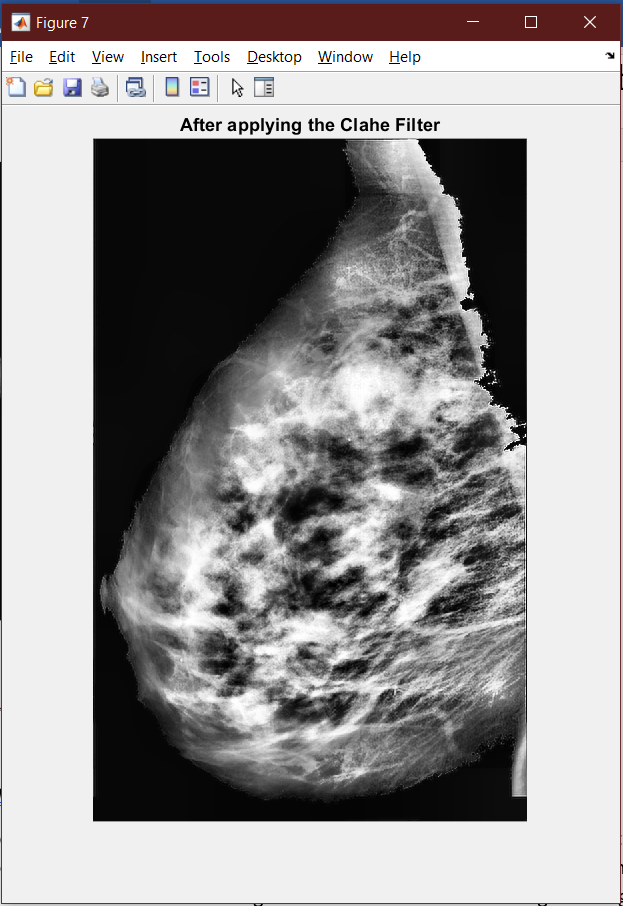 Figure 7
File Edit View Insert Tools Desktop Window Help
After applying the Clahe Filter